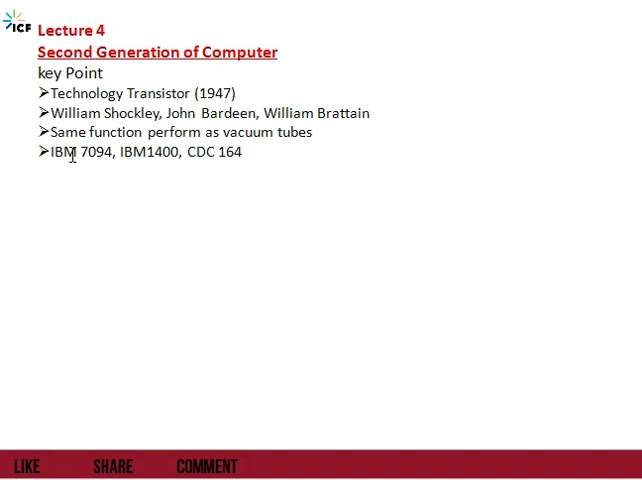 ICF
Lecture 4
Second Generation of Computer
key Point
➢Technology Transistor (1947)
➢William Shockley, John Bardeen, William Brattain
➢Same function perform as vacuum tubes
➢IBM 7094, IBM1400, CDC 164
LIKE SHARE COMMENT